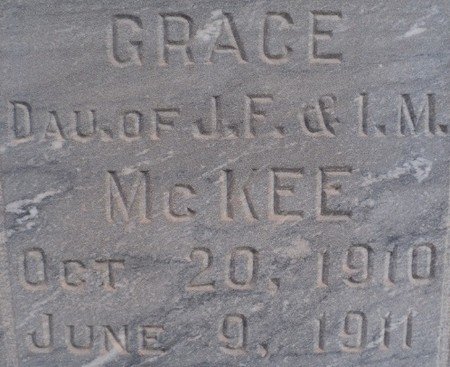 GRACE
DAU. OF J. F. & I. M.
MCKEE
OCT 20, 1910
JUNE 9, 1911